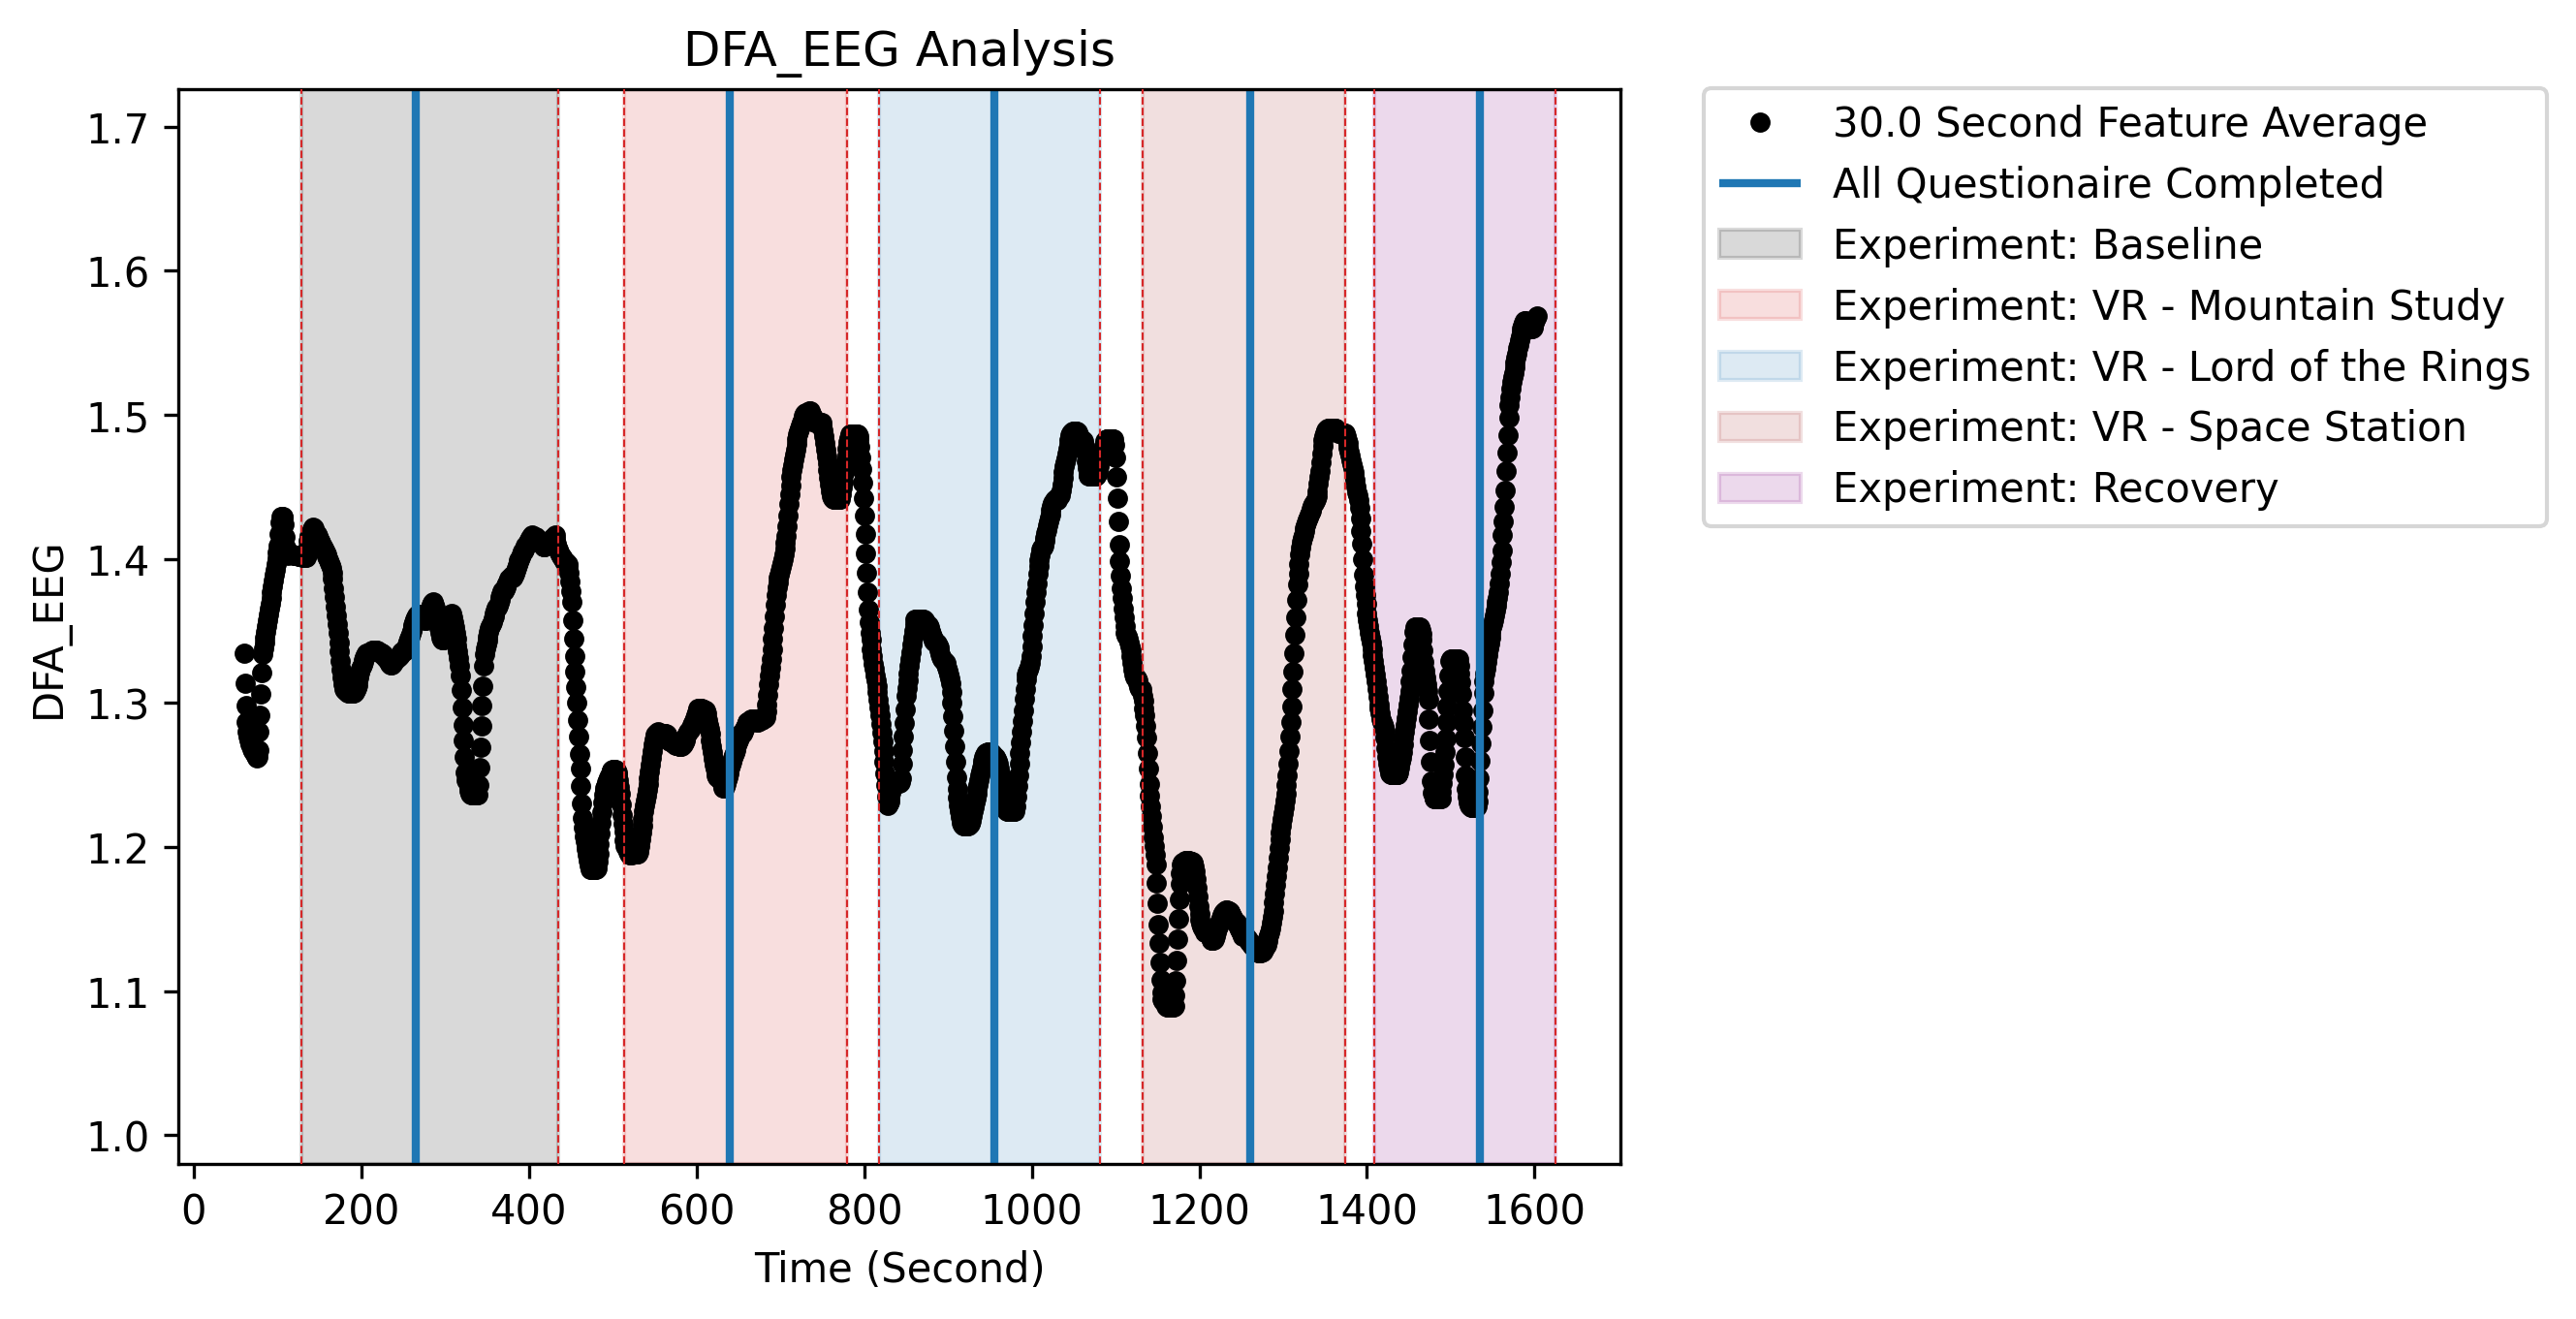 DFA_EEG Analysis
DFA_EEG
1.7
1.6
1.5
1.4
1.3
1.2
1.1
1.0
0 200 400 600 800 1000 1200 1400 1600
Time (Second)
30.0 Second Feature Average
All Questionaire Completed
Experiment: Baseline
Experiment: VR - Mountain Study
Experiment: VR - Lord of the Rings
Experiment: VR - Space Station
Experiment: Recovery